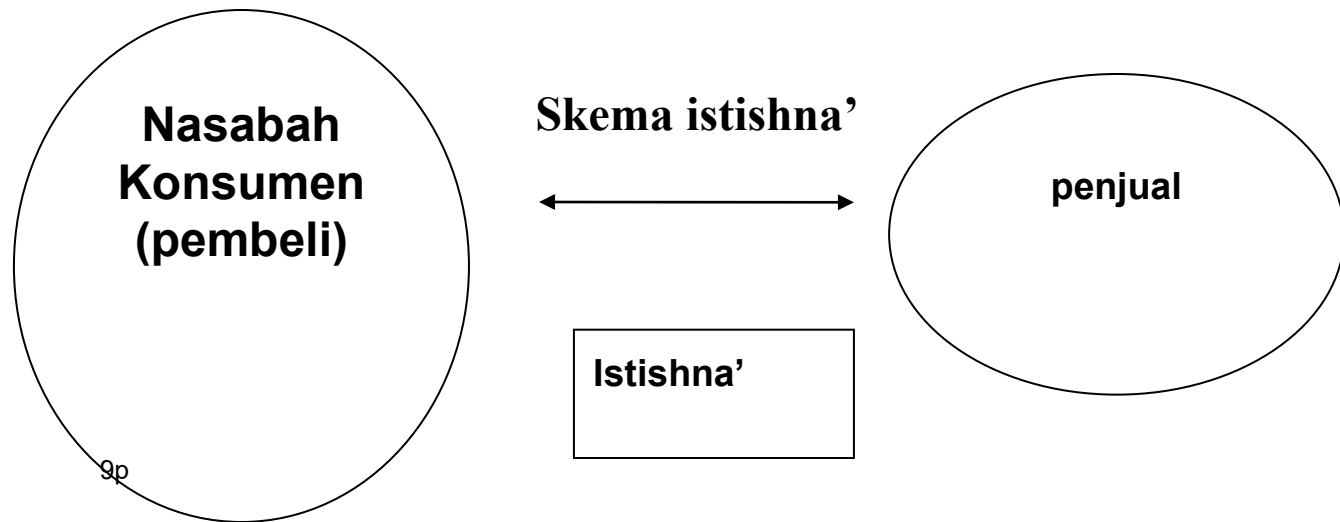 Nasabah
Konsumen
(pembeli)
Skema istishna’
penjual
Istishna’
9p